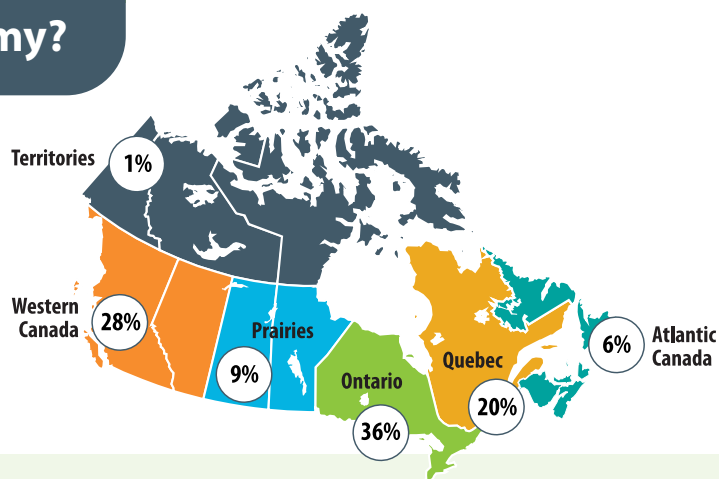 my?
Territories
1%
Western
Canada
28%
Prairies
9%
Ontario
36%
Quebec
20%
6%
Atlantic
Canada